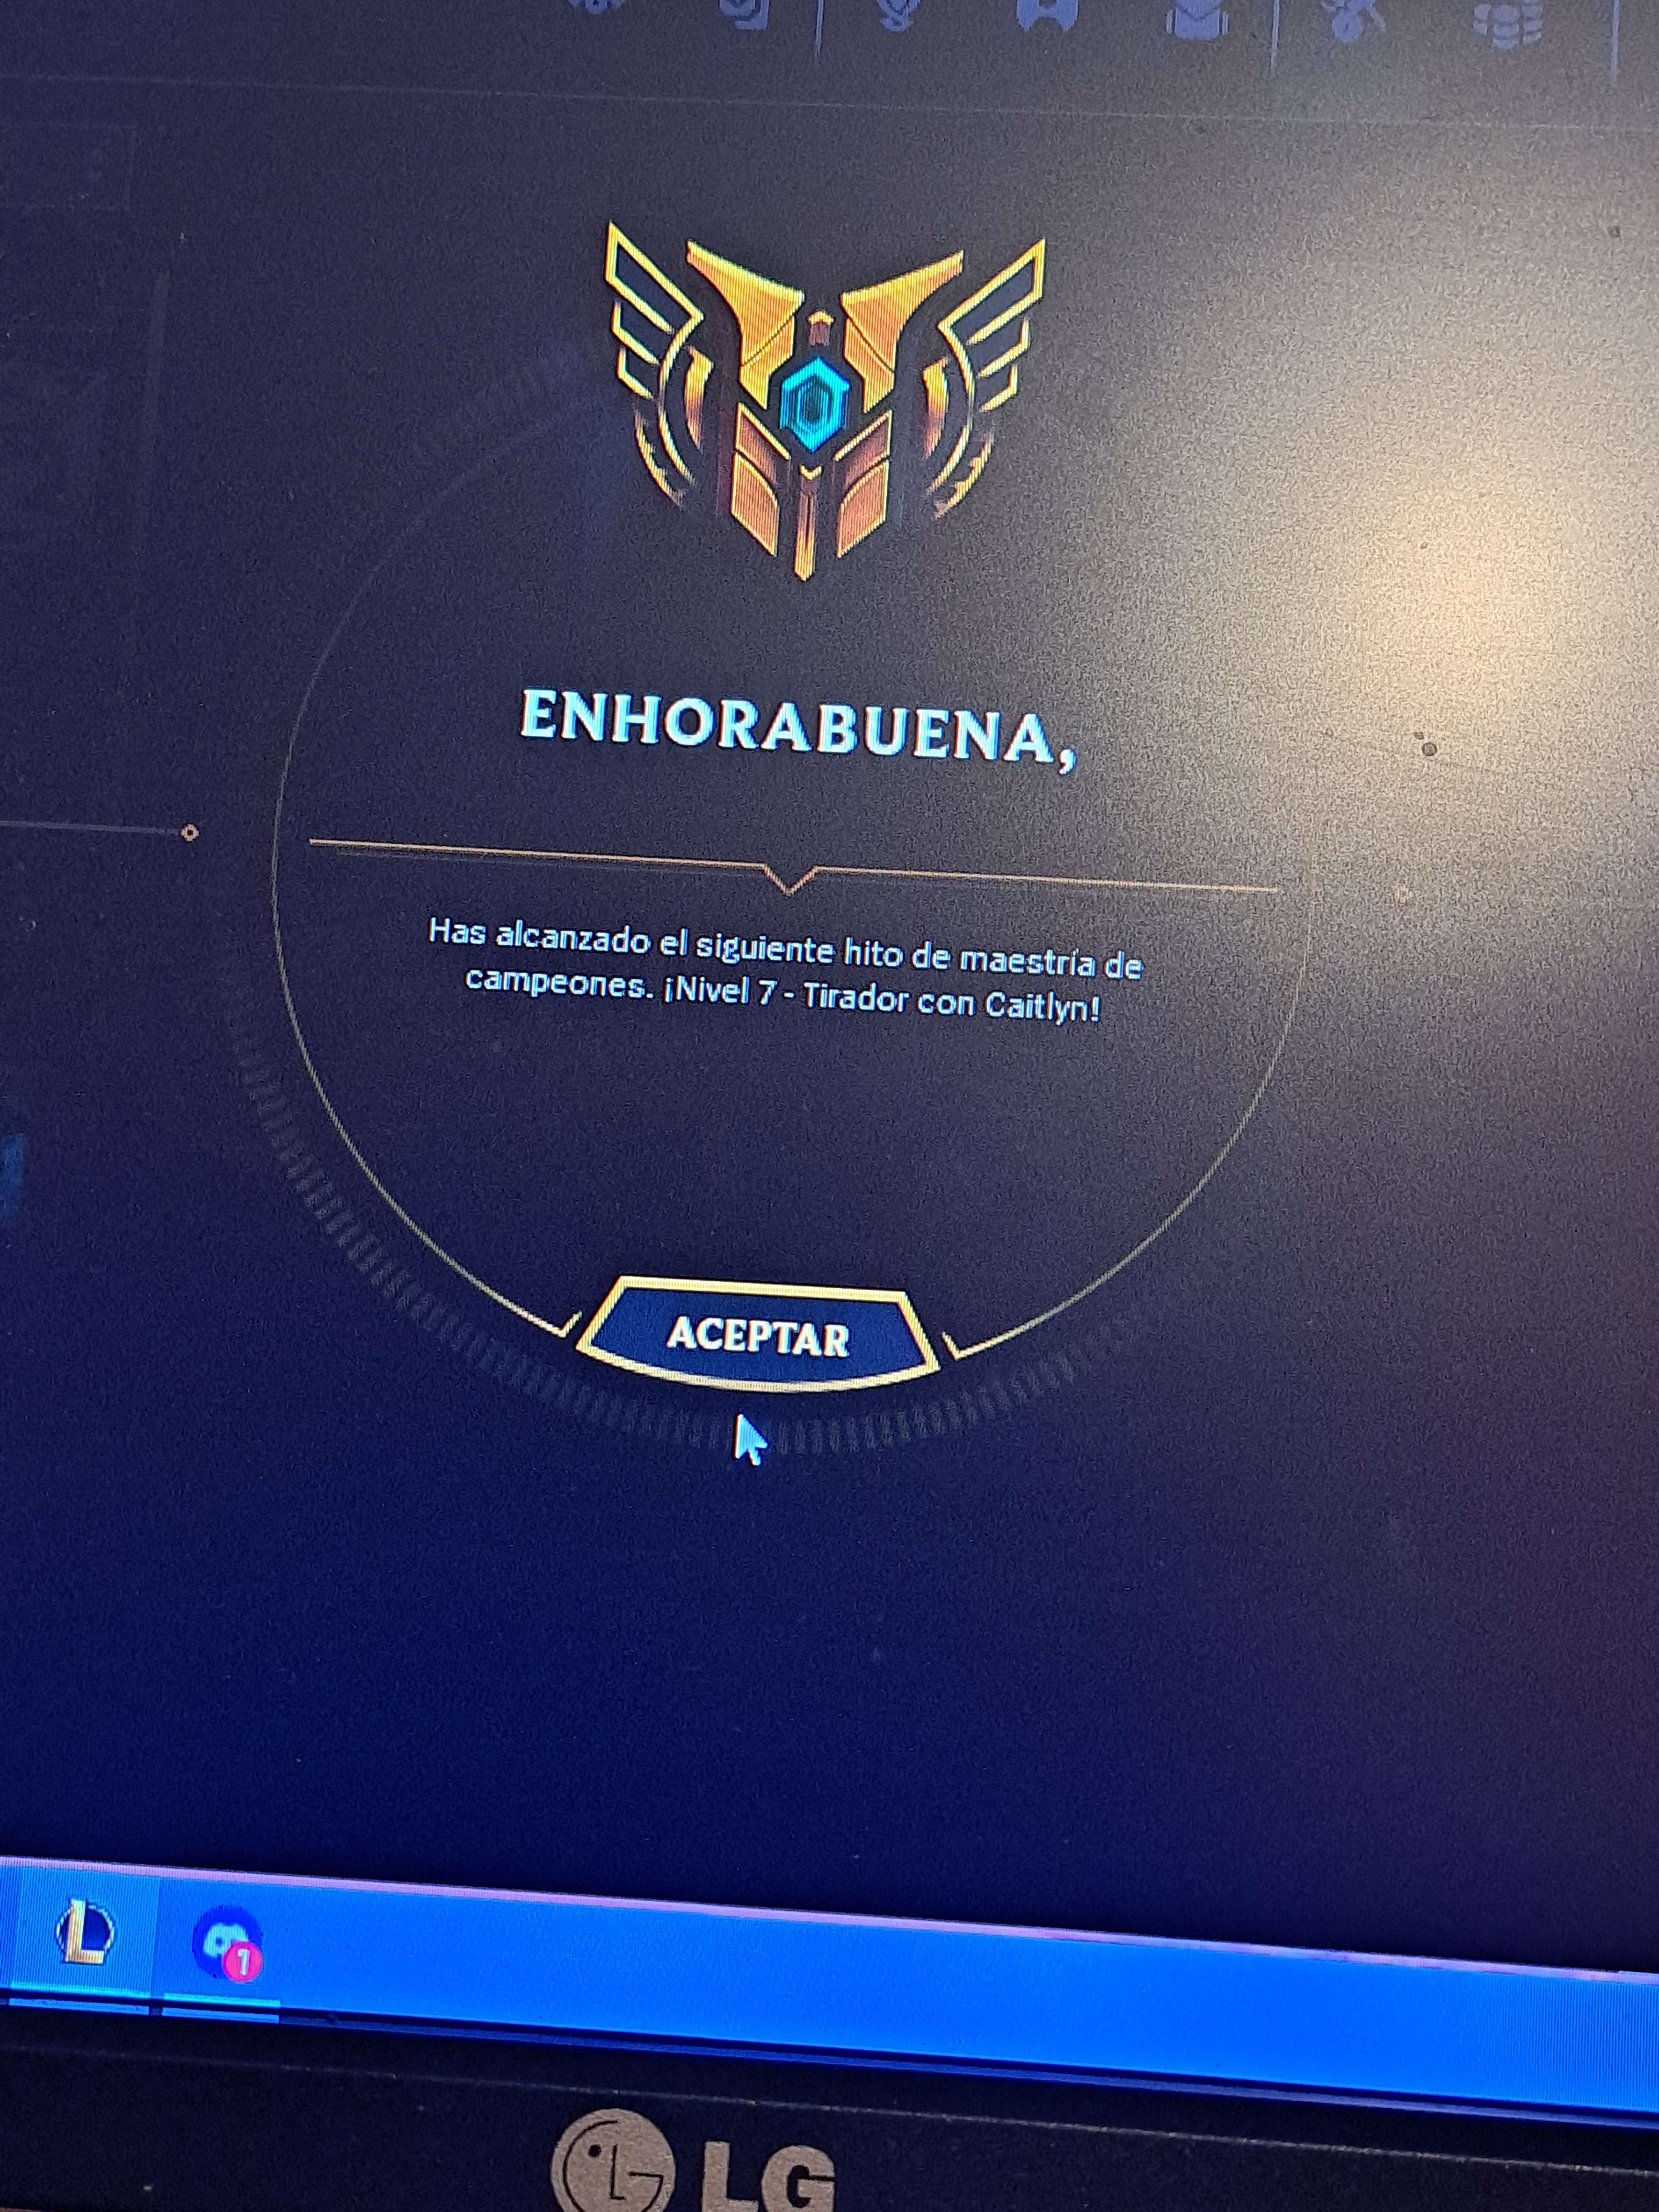 ENHORABUENA,
Has alcanzado el siguiente hito de maestría de
campeones. ¡Nivel 7 - Tirador con Caitlyn!
ACEPTAR
1
LG